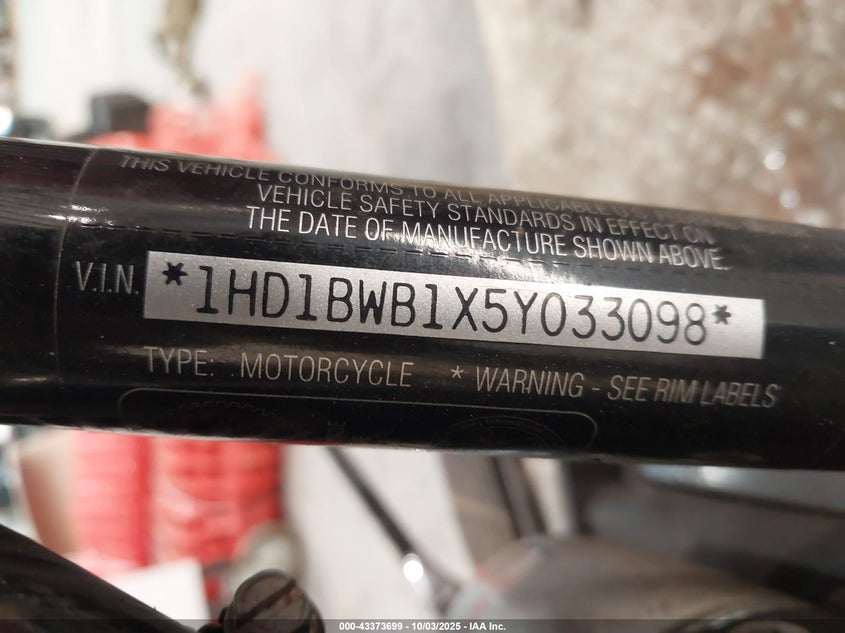 THIS VEHICLE CONFORMS TO ALL APPLICABLE U.S.
VEHICLE SAFETY STANDARDS IN EFFECT ON
THE DATE OF MANUFACTURE SHOWN ABOVE.
V.I.N. *1HD1BWB1X5Y033098*
TYPE: MOTORCYCLE * WARNING - SEE RIM LABELS
000-43373699 - 10/03/2025 - IAA Inc.